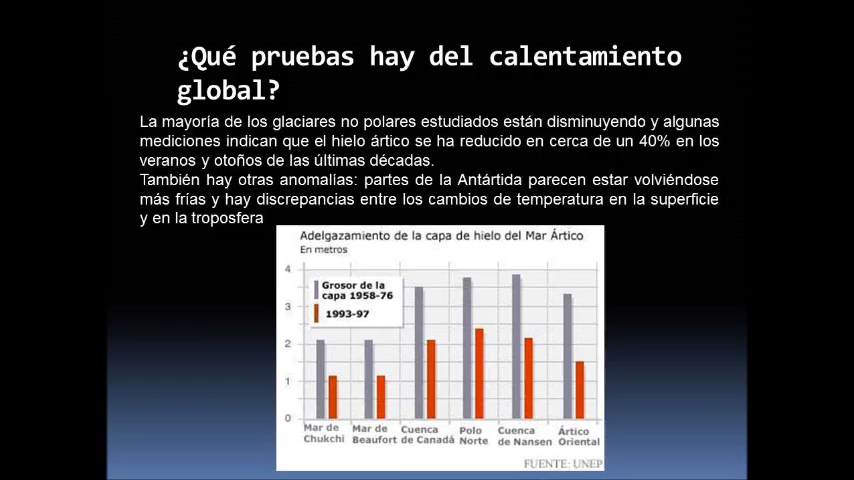 ¿Qué pruebas hay del calentamiento
global?
La mayoría de los glaciares no polares estudiados están disminuyendo y algunas
mediciones indican que el hielo ártico se ha reducido en cerca de un 40% en los
veranos y otoños de las últimas décadas.
También hay otras anomalías: partes de la Antártida parecen estar volviéndose
más frías y hay discrepancias entre los cambios de temperatura en la superficie
y en la troposfera
Adelgazamiento de la capa de hielo del Mar Ártico
En metros
4
3
2
1
0
Grosor de la
capa 1958-76
1993-97
Mar de
Chukchi
Mar de
Beaufort
Cuenca
de Canadá
Polo
Norte
Cuenca
de Nansen
Ártico
Oriental
FUENTE: UNEP